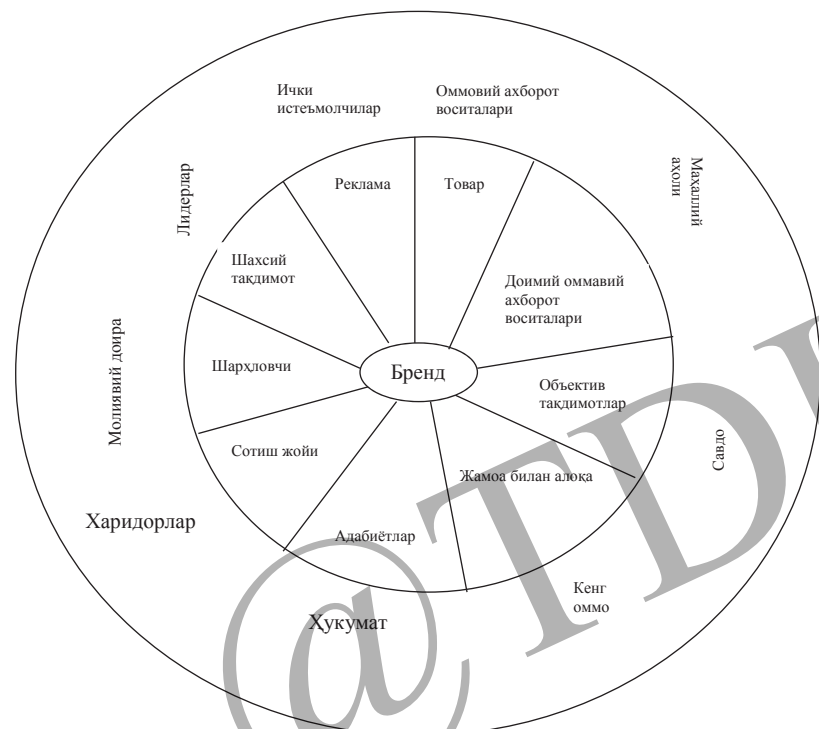 Ички
истеъмолчилар
Оммовий ахборот
воситалари
Маҳаллий
аҳоли
Лидерлар
Реклама
Товар
Шахсий
тақдимот
Доимий оммавий
ахборот
воситалари
Молиявий доира
Шарҳловчи
Бренд
Объектив
тақдимотлар
Сотиш жойи
Жамоа билан алоқа
Савдо
Харидорлар
Адабиётлар
Кенг
оммо
Ҳукумат
@TD